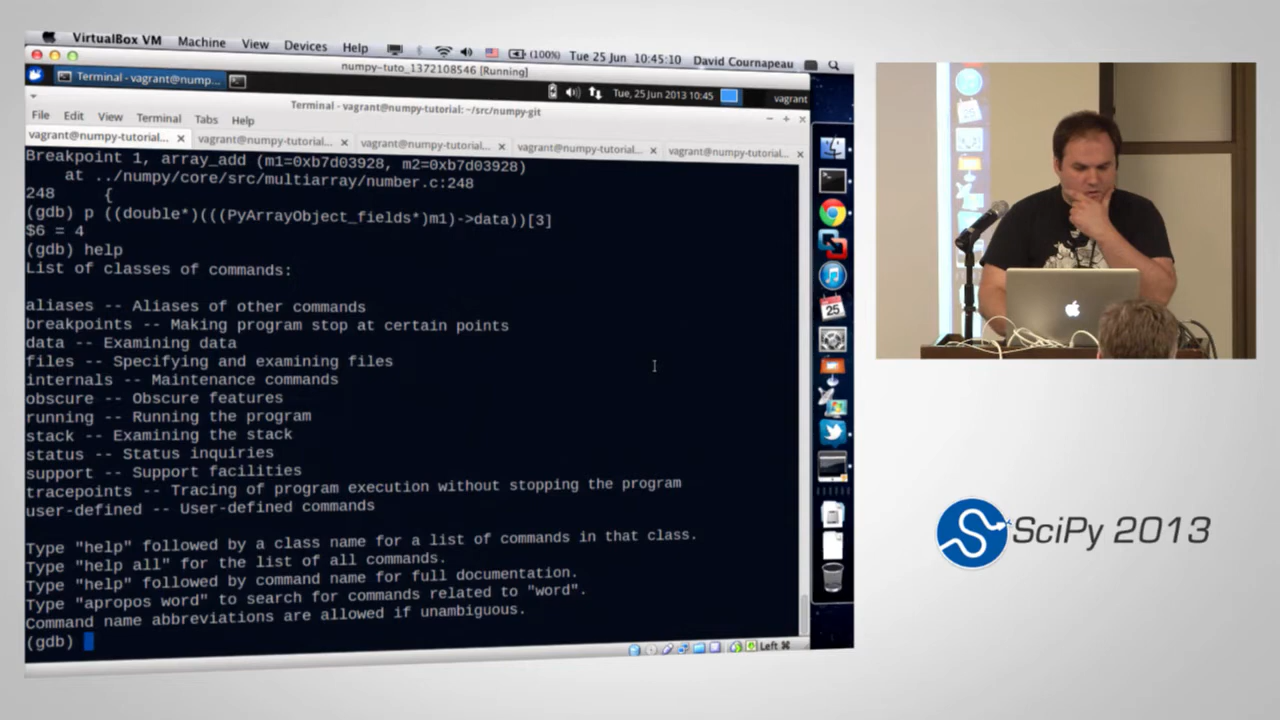 VirtualBox VM Machine View Devices Help (100%) Tue 25 Jun 10:45:10 David Cournapeau
numpy-tuto_1372108546 [Running]
Terminal - vagrant@nump... Tue, 25 Jun 2013 10:45 vagrant
Terminal - vagrant@numpy-tutorial: ~/src/numpy-git
File Edit View Terminal Tabs Help
vagrant@numpy-tutorial... vagrant@numpy-tutorial... vagrant@numpy-tutorial... vagrant@numpy-tutorial... vagrant@numpy-tutorial...
Breakpoint 1, array_add (m1=0xb7d03928, m2=0xb7d03928)
at ../numpy/core/src/multiarray/number.c:248
248 {
(gdb) p ((double*)(((PyArrayObject_fields*)m1)->data))[3]
$6 = 4
(gdb) help
List of classes of commands:
aliases -- Aliases of other commands
breakpoints -- Making program stop at certain points
data -- Examining data
files -- Specifying and examining files
internals -- Maintenance commands
obscure -- Obscure features
running -- Running the program
stack -- Examining the stack
status -- Status inquiries
support -- Support facilities
tracepoints -- Tracing of program execution without stopping the program
user-defined -- User-defined commands
Type "help" followed by a class name for a list of commands in that class.
Type "help all" for the list of all commands.
Type "help" followed by command name for full documentation.
Type "apropos word" to search for commands related to "word".
Command name abbreviations are allowed if unambiguous.
(gdb)
Left ⌘
25
25
SciPy 2013